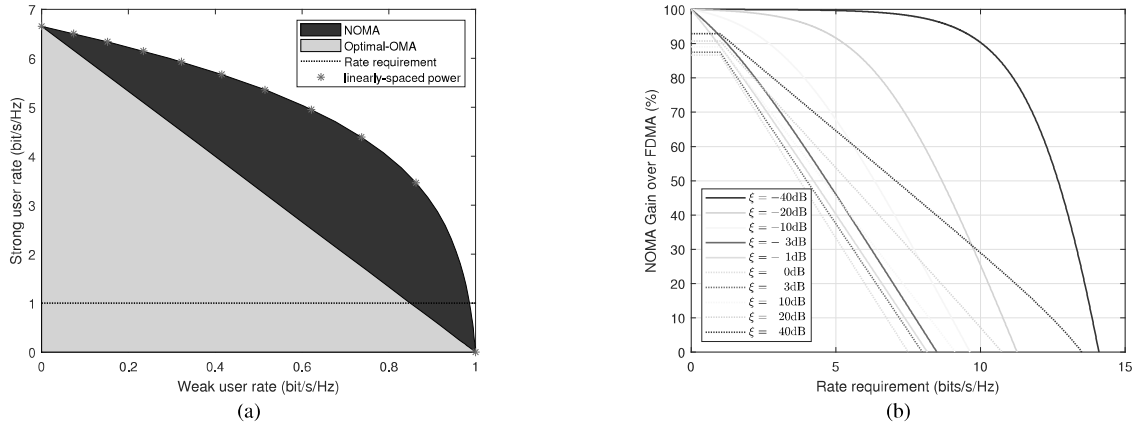 7
6
5
4
3
2
1
0
Strong user rate (bit/s/Hz)
NOMA
Optimal-OMA
Rate requirement
linearly-spaced power
0 0.2 0.4 0.6 0.8 1
Weak user rate (bit/s/Hz)
(a)
100
90
80
70
60
50
40
30
20
10
0
NOMA Gain over FDMA (%)
ξ = −40dB
ξ = −20dB
ξ = −10dB
ξ = − 3dB
ξ = − 1dB
ξ = 0dB
ξ = 3dB
ξ = 10dB
ξ = 20dB
ξ = 40dB
0 5 10 15
Rate requirement (bits/s/Hz)
(b)